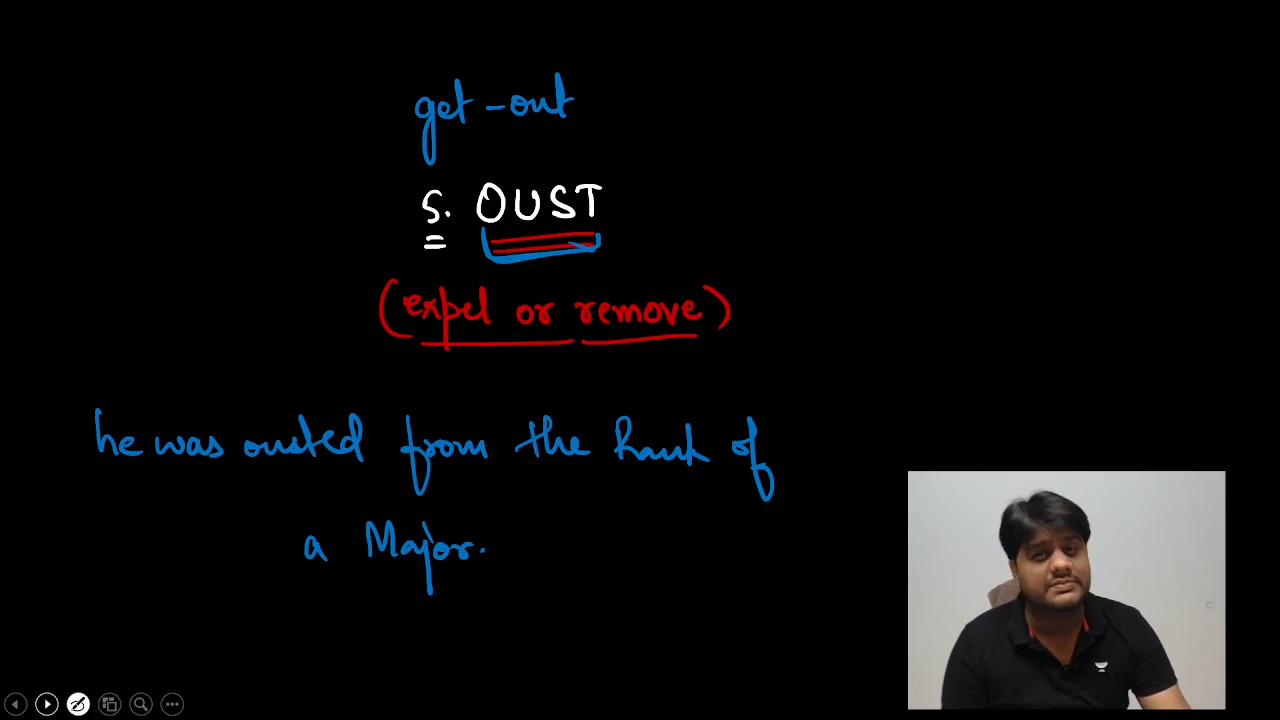 get-out
S. OUST
(expel or remove)
he was ousted from the rank of
a Major.